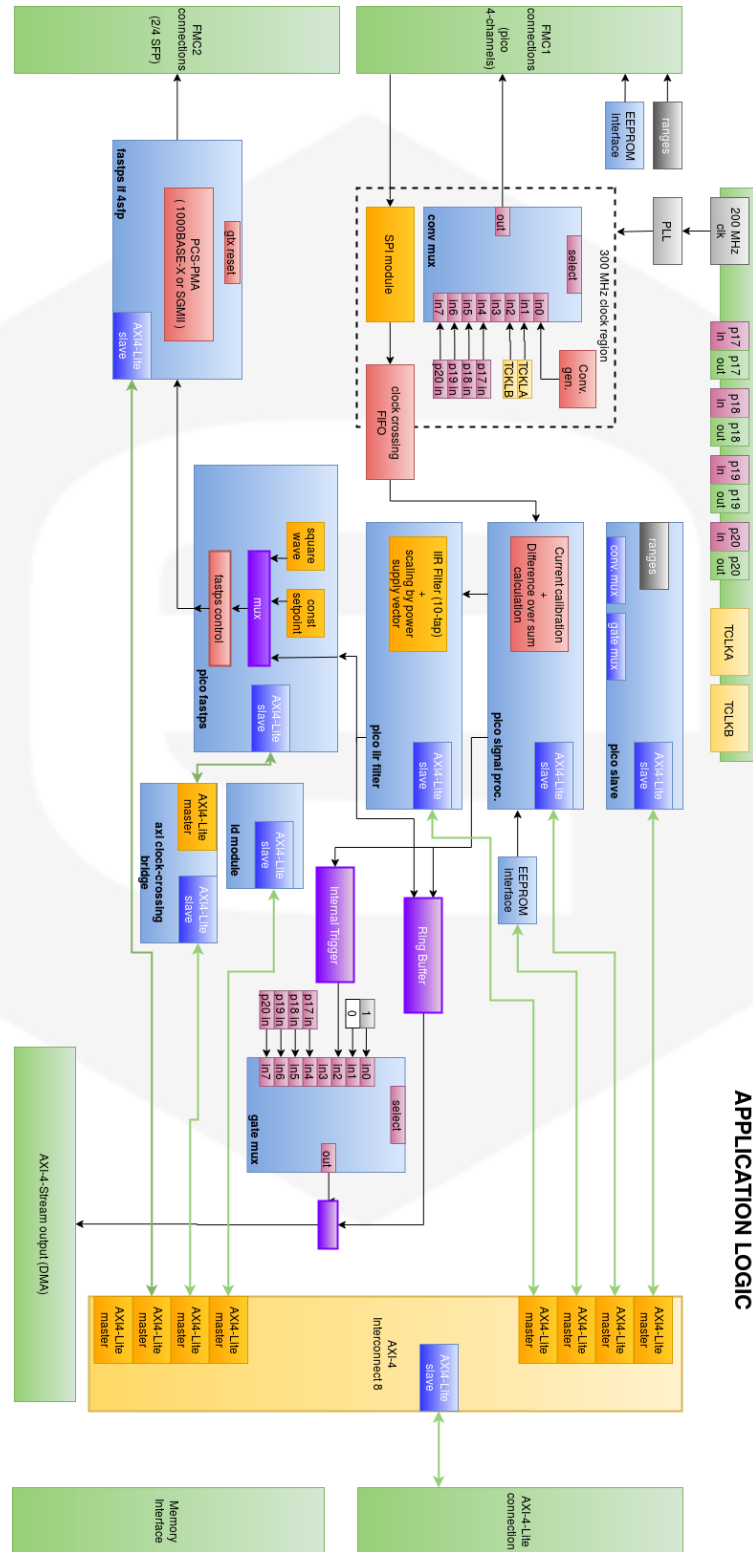 APPLICATION LOGIC
200 MHz
clk
p17
in
p17
out
p18
in
p18
out
p19
in
p19
out
p20
in
p20
out
TCLKA
TCLKB
FMC1
connections
(pico
4-channels)
ranges
EEPROM
Interface
PLL
300 MHz clock region
select
out
in0
in1
in2
in3
in4
in5
in6
in7
conv mux
Conv.
gen.
TCKLA
TCKLB
p17 in
p18 in
p19 in
p20 in
SPI module
clock crossing
FIFO
ranges
conv. mux
gate mux
AXI4-Lite
slave
pico slave
Current calibration
+
Difference over sum
calculation
AXI4-Lite
slave
pico signal proc.
EEPROM
interface
IIR Filter (10-tap)
+
scaling by power
supply vector
AXI4-Lite
slave
pico iir filter
Ring Buffer
Internal Trigger
square
wave
const
setpoint
mux
fastps control
AXI4-Lite
slave
pico fastps
AXI4-Lite
slave
id module
AXI4-Lite
master
AXI4-Lite
slave
axi clock-crossing
bridge
1
0
p17 in
p18 in
p19 in
p20 in
select
in0
in1
in2
in3
in4
in5
in6
in7
out
gate mux
FMC2
connections
(2/4 SFP)
gtx reset
PCS-PMA
(1000BASE-X or SGMII)
AXI4-Lite
slave
fastps if 4sfp
AXI-4-Stream output (DMA)
AXI4-Lite
master
AXI4-Lite
master
AXI4-Lite
master
AXI4-Lite
master
AXI-4
Interconnect 8
AXI4-Lite
slave
AXI4-Lite
master
AXI4-Lite
master
AXI4-Lite
master
AXI4-Lite
master
AXI-4-Lite
connection
Memory
Interface